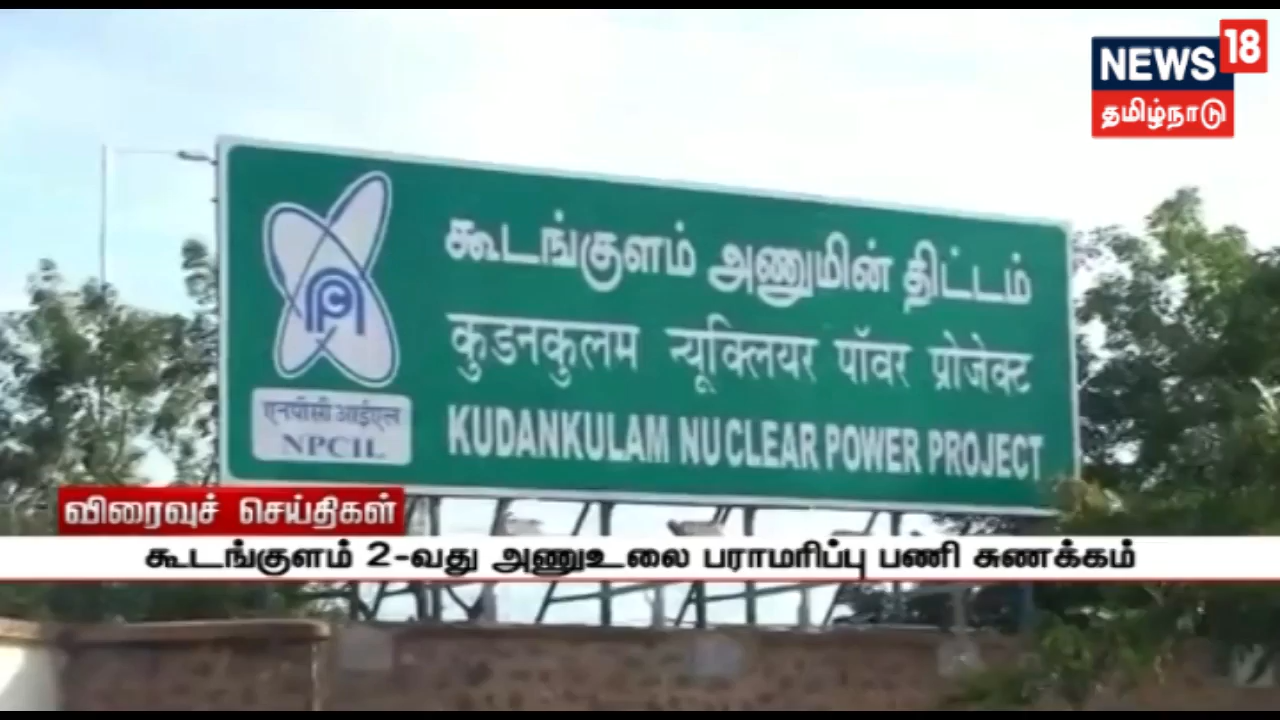 NEWS 18
தமிழ்நாடு
கூடங்குளம் அணுமின் திட்டம்
कुडनकुलम न्यूक्लियर पॉवर प्रोजेक्ट
KUDANKULAM NUCLEAR POWER PROJECT
एनपीसीआईएल
NPCIL
விரைவுச் செய்திகள்
கூடங்குளம் 2-வது அணுஉலை பராமரிப்பு பணி சுணக்கம்